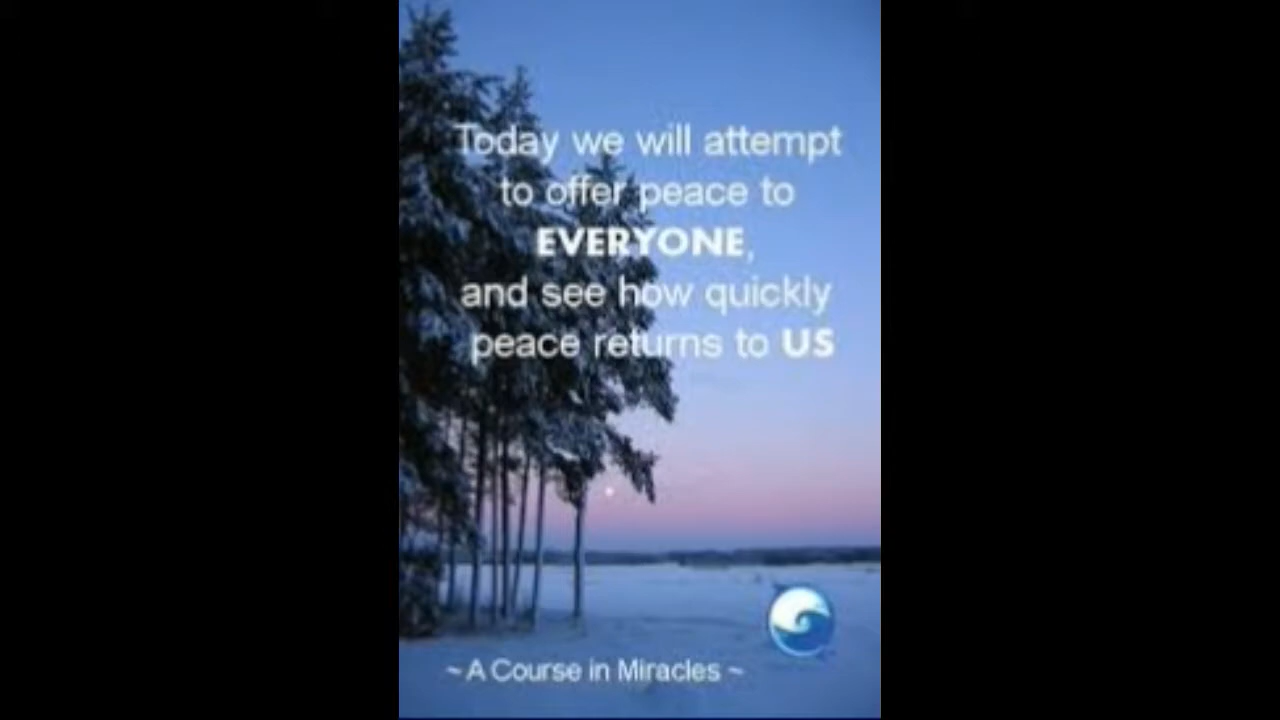 Today we will attempt
to offer peace to
EVERYONE,
and see how quickly
peace returns to US
~ A Course in Miracles ~